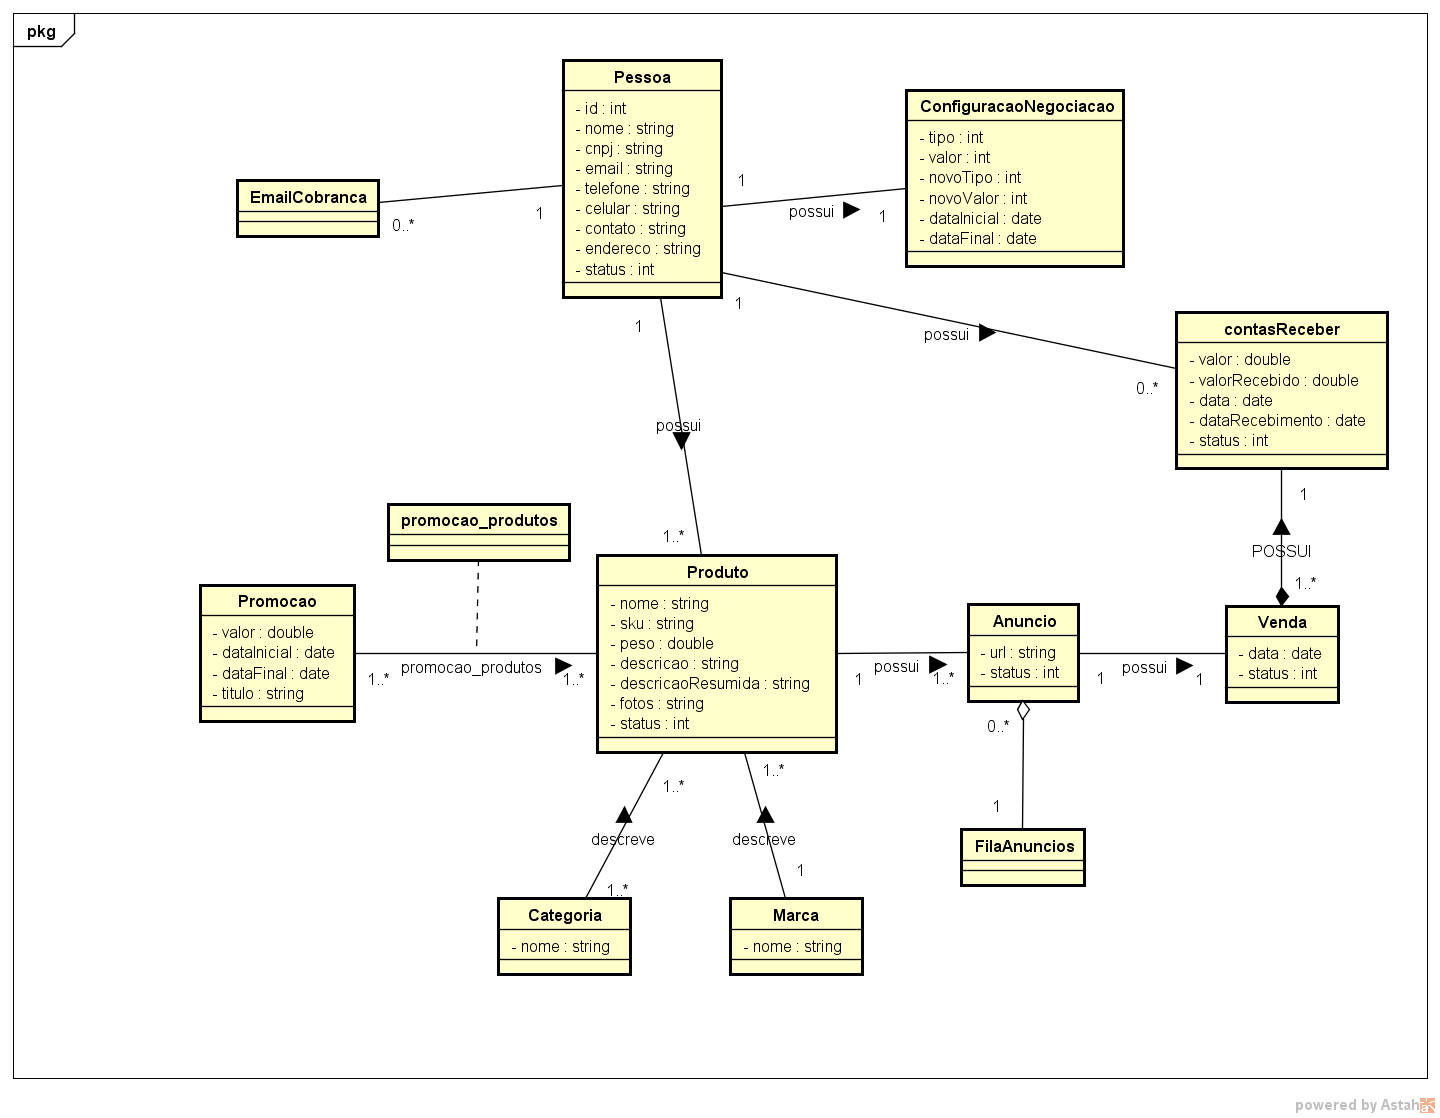 pkg
Pessoa
- id : int
- nome : string
- cnpj : string
- email : string
- telefone : string
- celular : string
- contato : string
- endereco : string
- status : int
ConfiguracaoNegociacao
- tipo : int
- valor : int
- novoTipo : int
- novoValor : int
- dataInicial : date
- dataFinal : date
EmailCobranca
0..*
1
1
possui
1
1
possui
0..*
contasReceber
- valor : double
- valorRecebido : double
- data : date
- dataRecebimento : date
- status : int
1
possui
1..*
1
POSSUI
1..*
promocao_produtos
Promocao
- valor : double
- dataInicial : date
- dataFinal : date
- titulo : string
1..*
promocao_produtos
1..*
Produto
- nome : string
- sku : string
- peso : double
- descricao : string
- descricaoResumida : string
- fotos : string
- status : int
1
possui
1..*
Anuncio
- url : string
- status : int
1
possui
1
Venda
- data : date
- status : int
0..*
1
FilaAnuncios
1..*
descreve
1..*
1..*
descreve
1
Categoria
- nome : string
Marca
- nome : string
powered by Astah